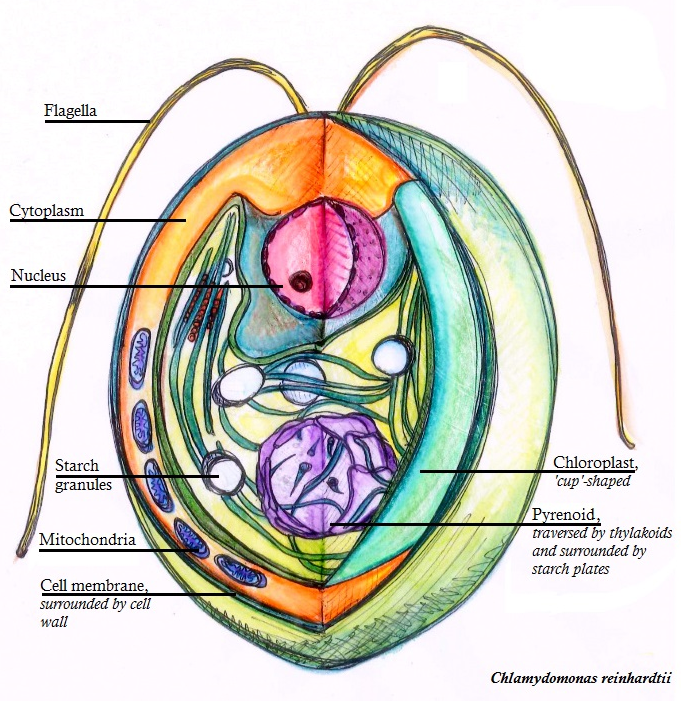 Flagella
Cytoplasm
Nucleus
Starch
granules
Mitochondria
Cell membrane,
surrounded by cell
wall
Chloroplast,
'cup'-shaped
Pyrenoid,
traversed by thylakoids
and surrounded by
starch plates
Chlamydomonas reinhardtii